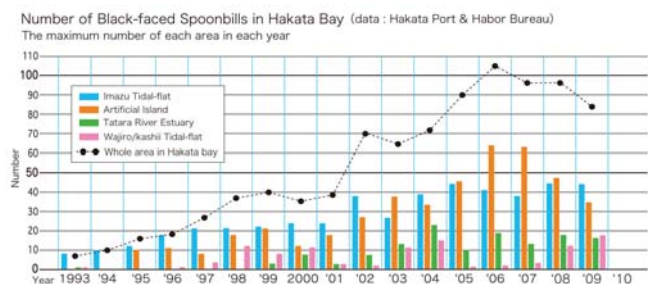 Number of Black-faced Spoonbills in Hakata Bay (data : Hakata Port & Habor Bureau)
The maximum number of each area in each year
110
100
90
80
70
60
50
40
30
20
10
0
Number
Imazu Tidal-flat
Artificial Island
Tatara River Estuary
Wajiro/kashii Tidal-flat
Whole area in Hakata bay
Year 1993 '94 '95 '96 '97 '98 '99 2000 '01 '02 '03 '04 '05 '06 '07 '08 '09 '10